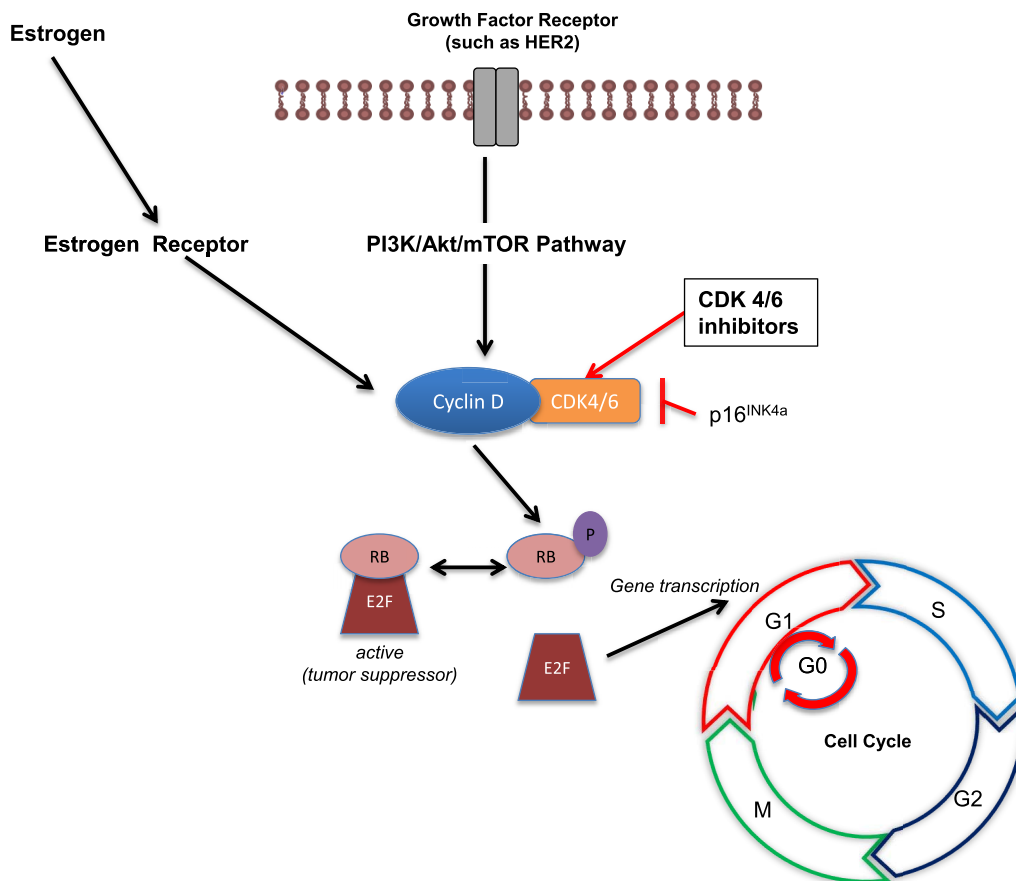 Estrogen
Growth Factor Receptor
(such as HER2)
Estrogen Receptor
PI3K/Akt/mTOR Pathway
CDK 4/6
inhibitors
Cyclin D
CDK4/6
p16INK4a
RB
E2F
active
(tumor suppressor)
RB
P
E2F
Gene transcription
G1
S
G0
Cell Cycle
G2
M